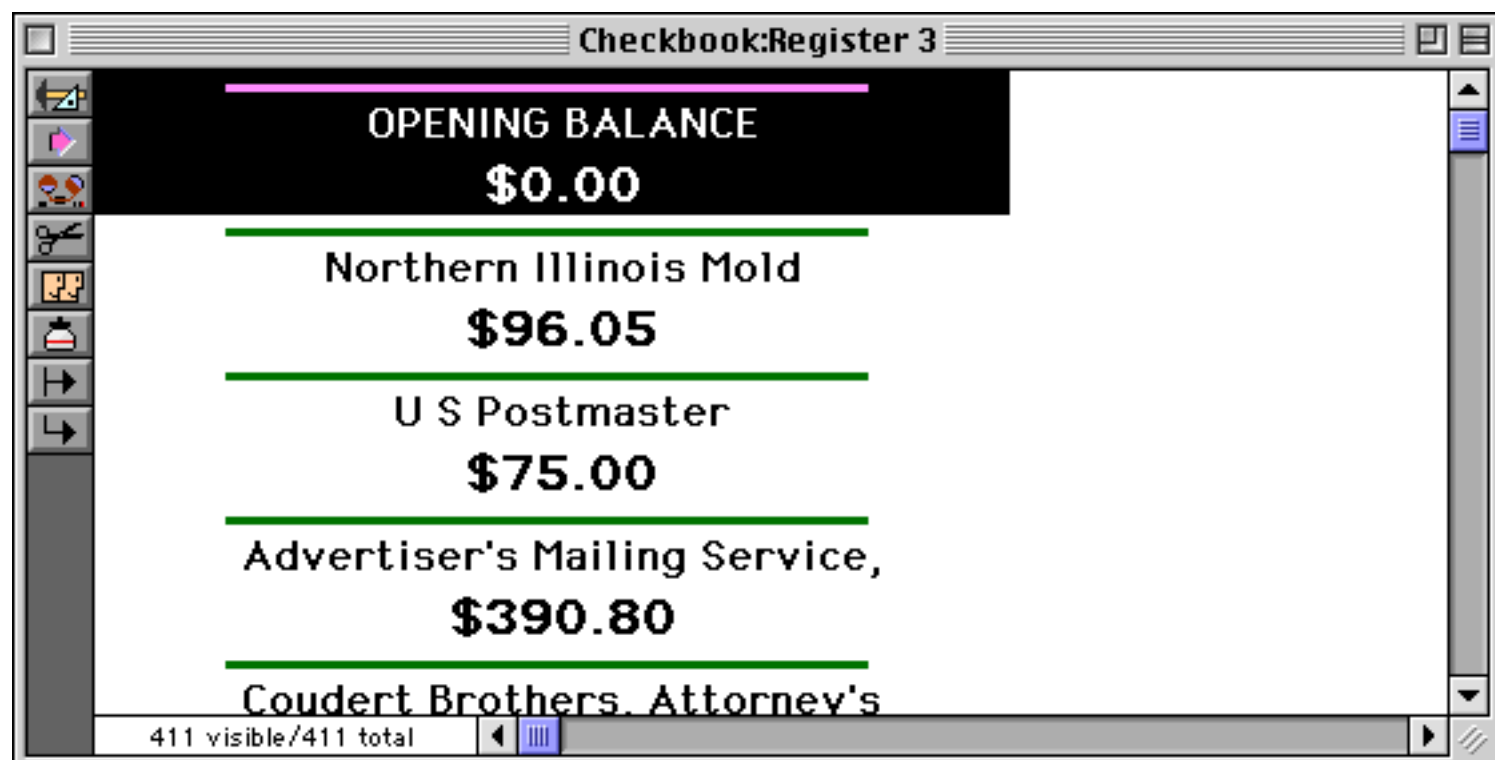 Checkbook:Register 3
OPENING BALANCE
$0.00
Northern Illinois Mold
$96.05
U S Postmaster
$75.00
Advertiser's Mailing Service,
$390.80
Coudert Brothers, Attorney's
411 visible/411 total